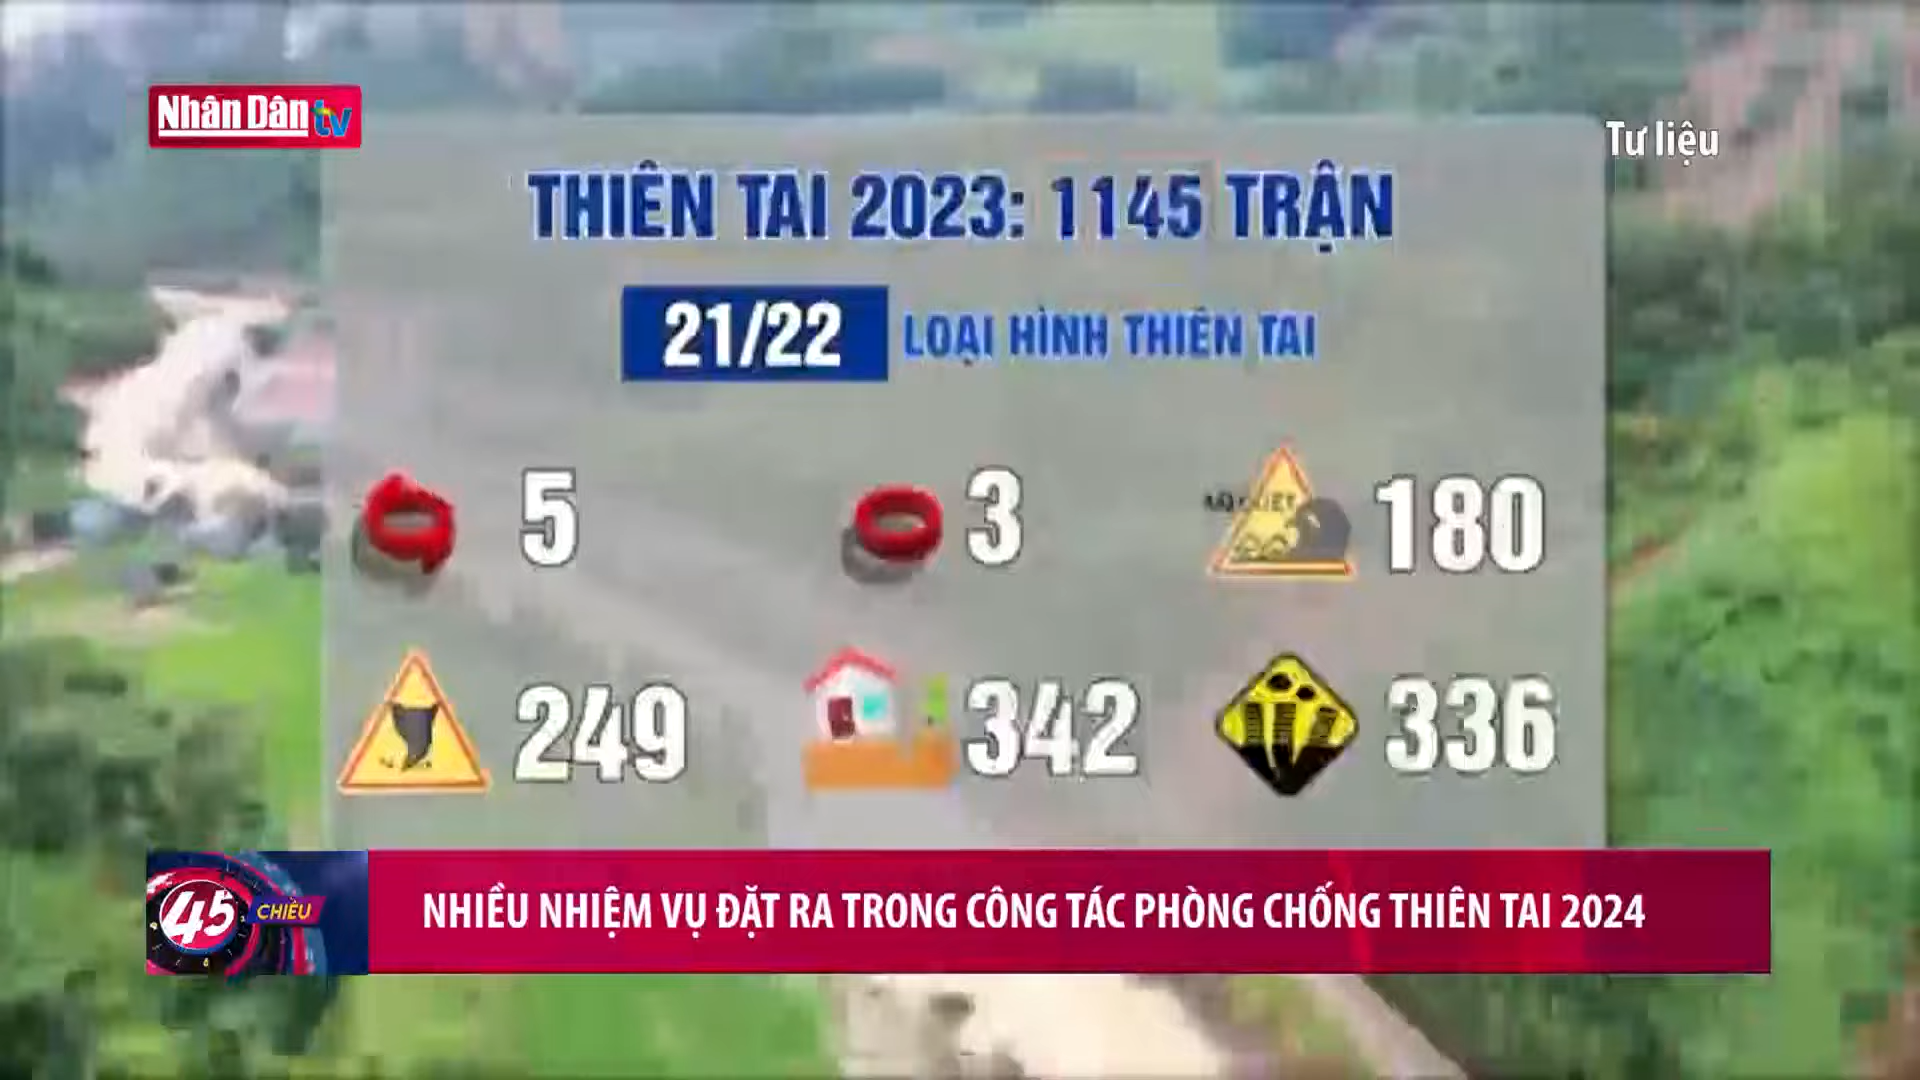 Nhân Dân tv
Tư liệu
THIÊN TAI 2023: 1145 TRẬN
21/22 LOẠI HÌNH THIÊN TAI
5 3 180
249 342 336
45 CHIỀU
NHIỀU NHIỆM VỤ ĐẶT RA TRONG CÔNG TÁC PHÒNG CHỐNG THIÊN TAI 2024